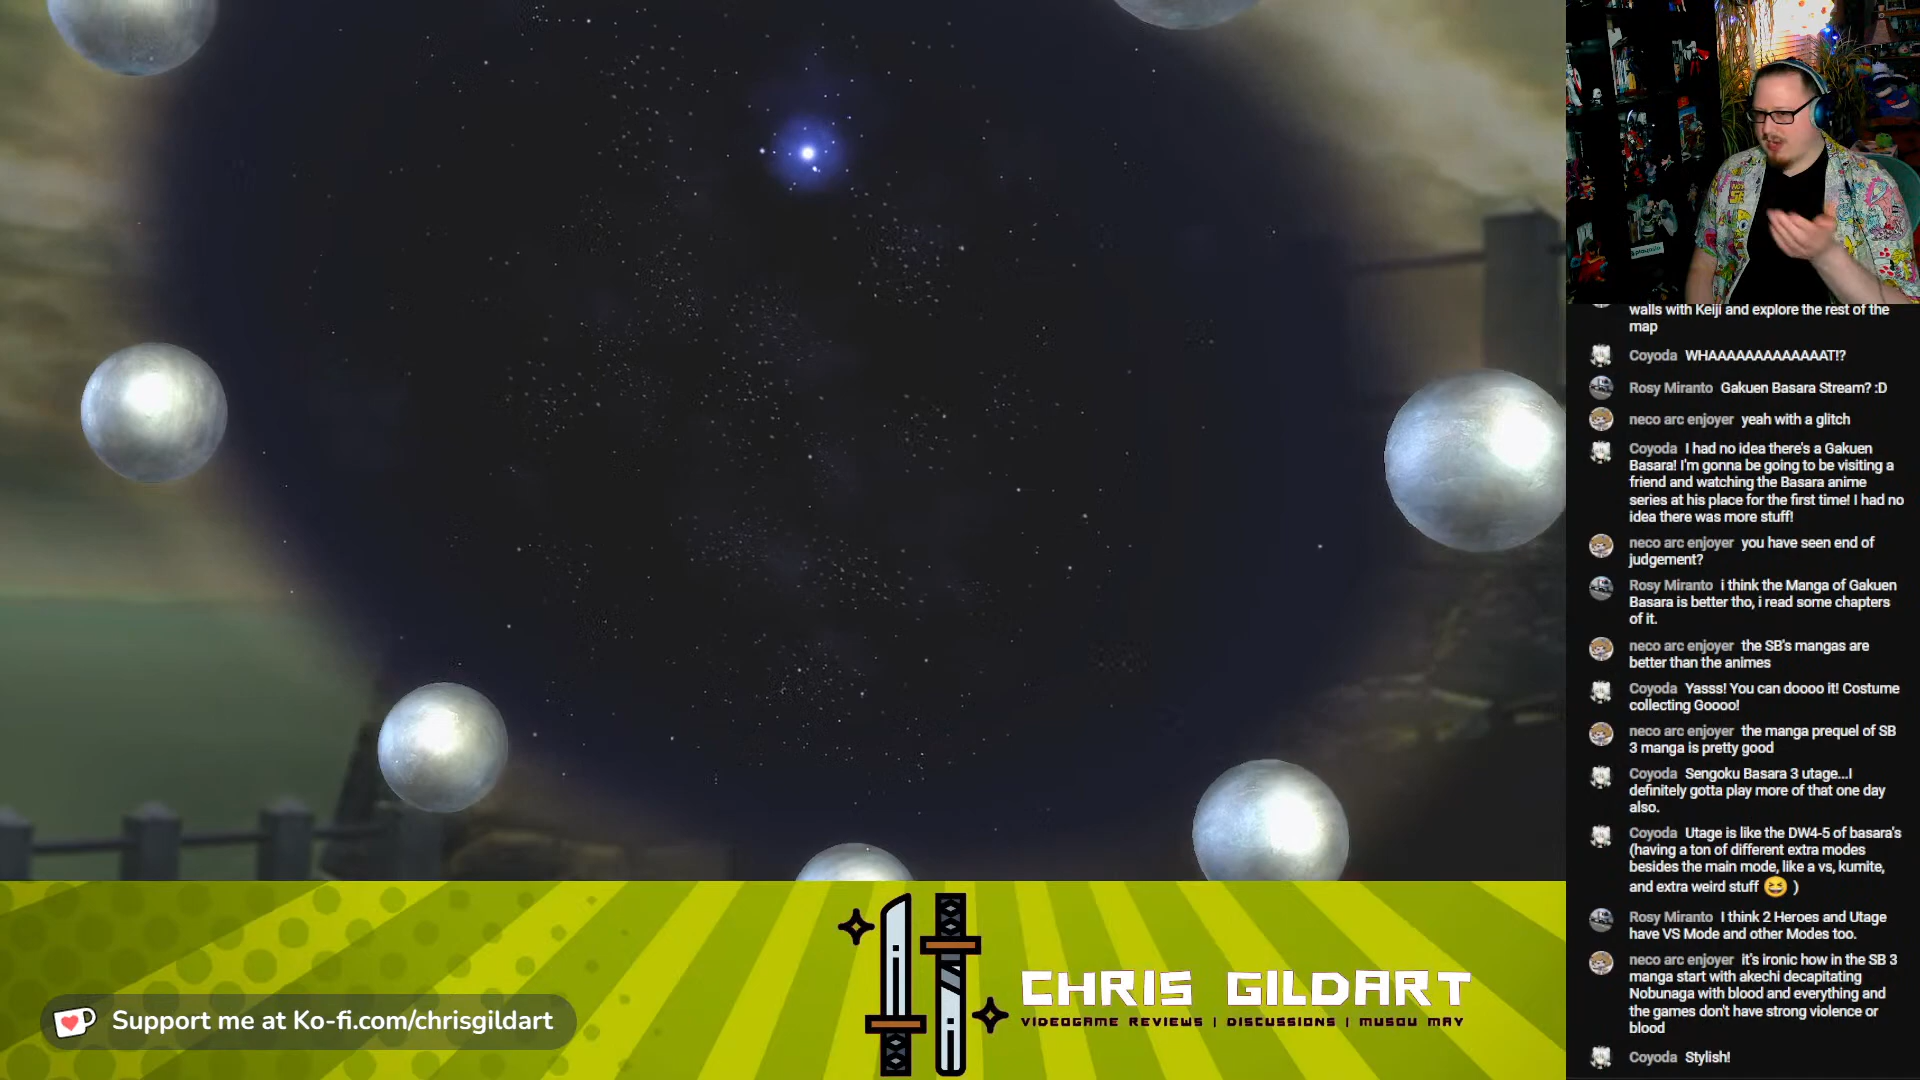 walls with Keiji and explore the rest of the
map
Coyoda WHAAAAAAAAAAAAAT!?
Rosy Miranto Gakuen Basara Stream? :D
neco arc enjoyer yeah with a glitch
Coyoda I had no idea there's a Gakuen
Basara! I'm gonna be going to be visiting a
friend and watching the Basara anime
series at his place for the first time! I had no
idea there was more stuff!
neco arc enjoyer you have seen end of
judgement?
Rosy Miranto i think the Manga of Gakuen
Basara is better tho, i read some chapters
of it.
neco arc enjoyer the SB's mangas are
better than the animes
Coyoda Yasss! You can doooo it! Costume
collecting Goooo!
neco arc enjoyer the manga prequel of SB
3 manga is pretty good
Coyoda Sengoku Basara 3 utage...I
definitely gotta play more of that one day
also.
Coyoda Utage is like the DW4-5 of basara's
(having a ton of different extra modes
besides the main mode, like a vs, kumite,
and extra weird stuff 😆 )
Rosy Miranto I think 2 Heroes and Utage
have VS Mode and other Modes too.
neco arc enjoyer it's ironic how in the SB 3
manga start with akechi decapitating
Nobunaga with blood and everything and
the games don't have strong violence or
blood
Coyoda Stylish!
CHRIS GILDART
VIDEOGAME REVIEWS | DISCUSSIONS | MUSOU MAY
Support me at Ko-fi.com/chrisgildart